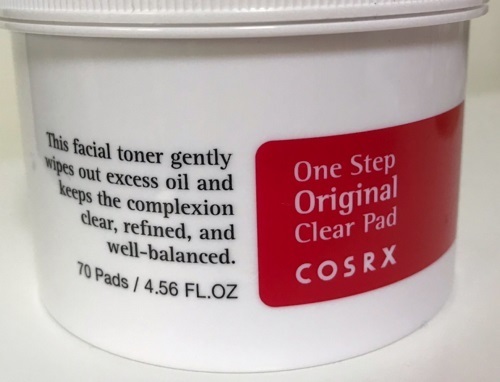 This facial toner gently
wipes out excess oil and
keeps the complexion
clear, refined, and
well-balanced.
70 Pads / 4.56 FL.OZ
One Step
Original
Clear Pad
COSRX